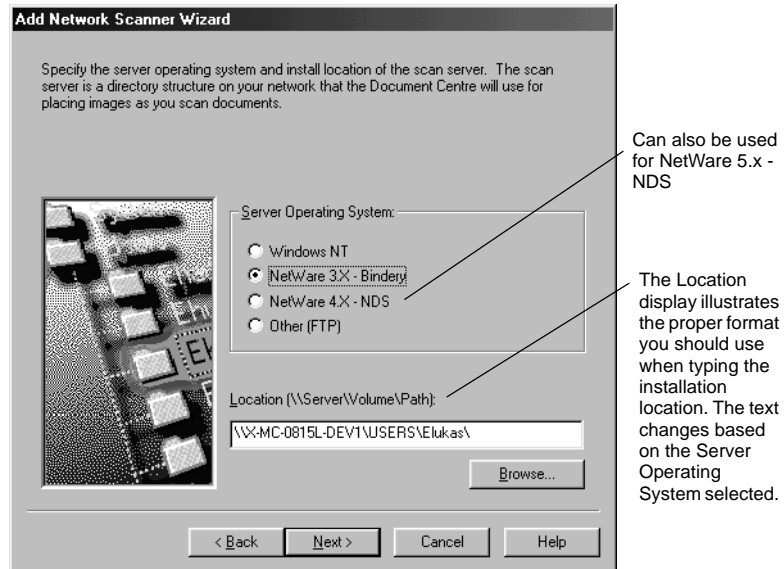 Add Network Scanner Wizard
Specify the server operating system and install location of the scan server. The scan
server is a directory structure on your network that the Document Centre will use for
placing images as you scan documents.
Server Operating System:
Windows NT
NetWare 3.X - Bindery
NetWare 4.X - NDS
Other (FTP)
Location (\\Server\Volume\Path):
\\X-MC-0815L-DEV1\USERS\Elukas\
Browse...
< Back
Next >
Cancel
Help
Can also be used
for NetWare 5.x -
NDS
The Location
display illustrates
the proper format
you should use
when typing the
installation
location. The text
changes based
on the Server
Operating
System selected.